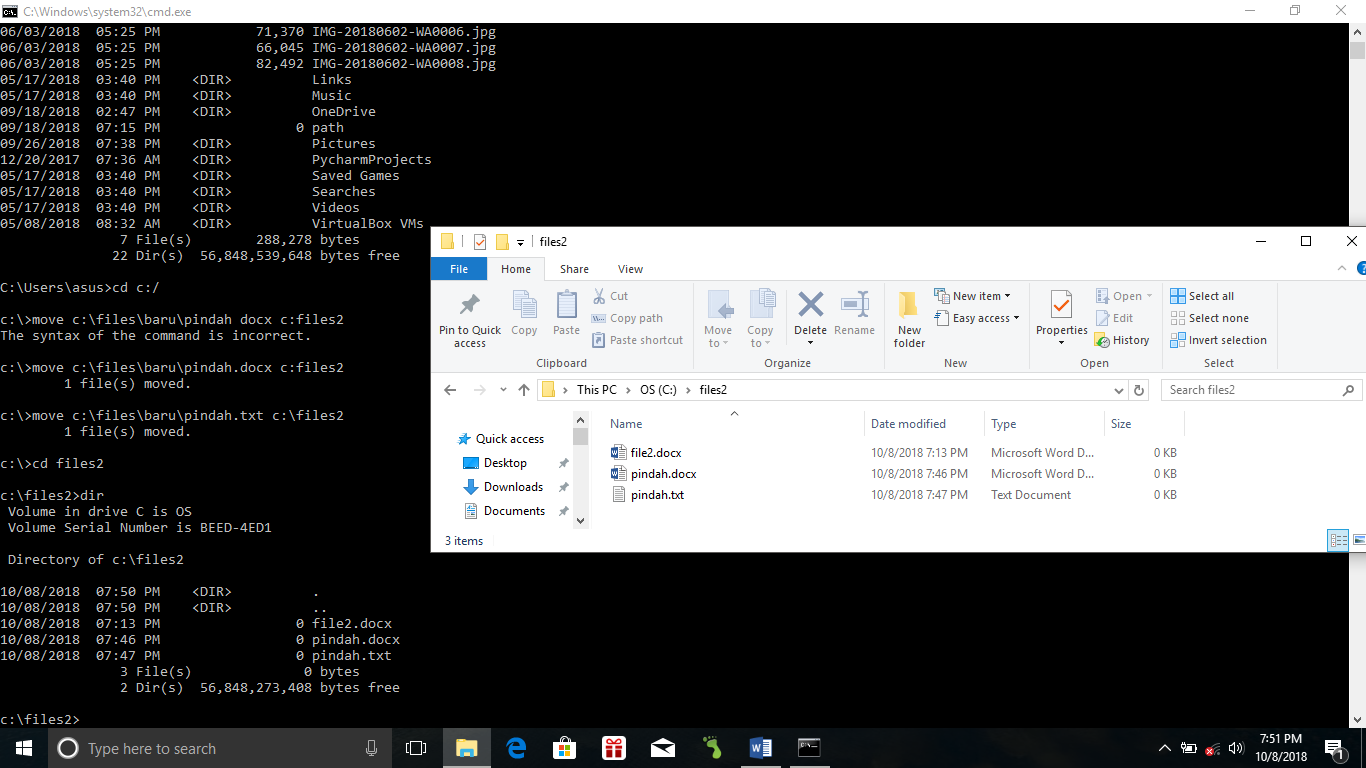 C:\Windows\system32\cmd.exe
06/03/2018  05:25 PM            71,370 IMG-20180602-WA0006.jpg
06/03/2018  05:25 PM            66,045 IMG-20180602-WA0007.jpg
06/03/2018  05:25 PM            82,492 IMG-20180602-WA0008.jpg
05/17/2018  03:40 PM    <DIR>          Links
05/17/2018  03:40 PM    <DIR>          Music
09/18/2018  02:47 PM    <DIR>          OneDrive
09/18/2018  07:15 PM                 0 path
09/26/2018  07:38 PM    <DIR>          Pictures
12/20/2017  07:36 AM    <DIR>          PycharmProjects
05/17/2018  03:40 PM    <DIR>          Saved Games
05/17/2018  03:40 PM    <DIR>          Searches
05/17/2018  03:40 PM    <DIR>          Videos
05/08/2018  08:32 AM    <DIR>          VirtualBox VMs
7 File(s)        288,278 bytes
22 Dir(s)  56,848,539,648 bytes free
C:\Users\asus>cd c:/
c:\>move c:\files\baru\pindah docx c:files2
The syntax of the command is incorrect.
c:\>move c:\files\baru\pindah.docx c:files2
1 file(s) moved.
c:\>move c:\files\baru\pindah.txt c:\files2
1 file(s) moved.
c:\>cd files2
c:\files2>dir
Volume in drive C is OS
Volume Serial Number is BEED-4ED1
Directory of c:\files2
10/08/2018  07:50 PM    <DIR>          .
10/08/2018  07:50 PM    <DIR>          ..
10/08/2018  07:13 PM                 0 file2.docx
10/08/2018  07:46 PM                 0 pindah.docx
10/08/2018  07:47 PM                 0 pindah.txt
3 File(s)              0 bytes
2 Dir(s)  56,848,273,408 bytes free
c:\files2>
files2
File Home Share View
Pin to Quick access
Copy
Paste
Cut
Copy path
Paste shortcut
Clipboard
Move to
Copy to
Delete
Rename
Organize
New folder
New item
Easy access
New
Properties
Open
Edit
History
Open
Select all
Select none
Invert selection
Select
This PC > OS (C:) > files2
Search files2
Quick access
Desktop
Downloads
Documents
Name Date modified Type Size
file2.docx 10/8/2018 7:13 PM Microsoft Word D... 0 KB
pindah.docx 10/8/2018 7:46 PM Microsoft Word D... 0 KB
pindah.txt 10/8/2018 7:47 PM Text Document 0 KB
3 items
Type here to search
7:51 PM
10/8/2018
1